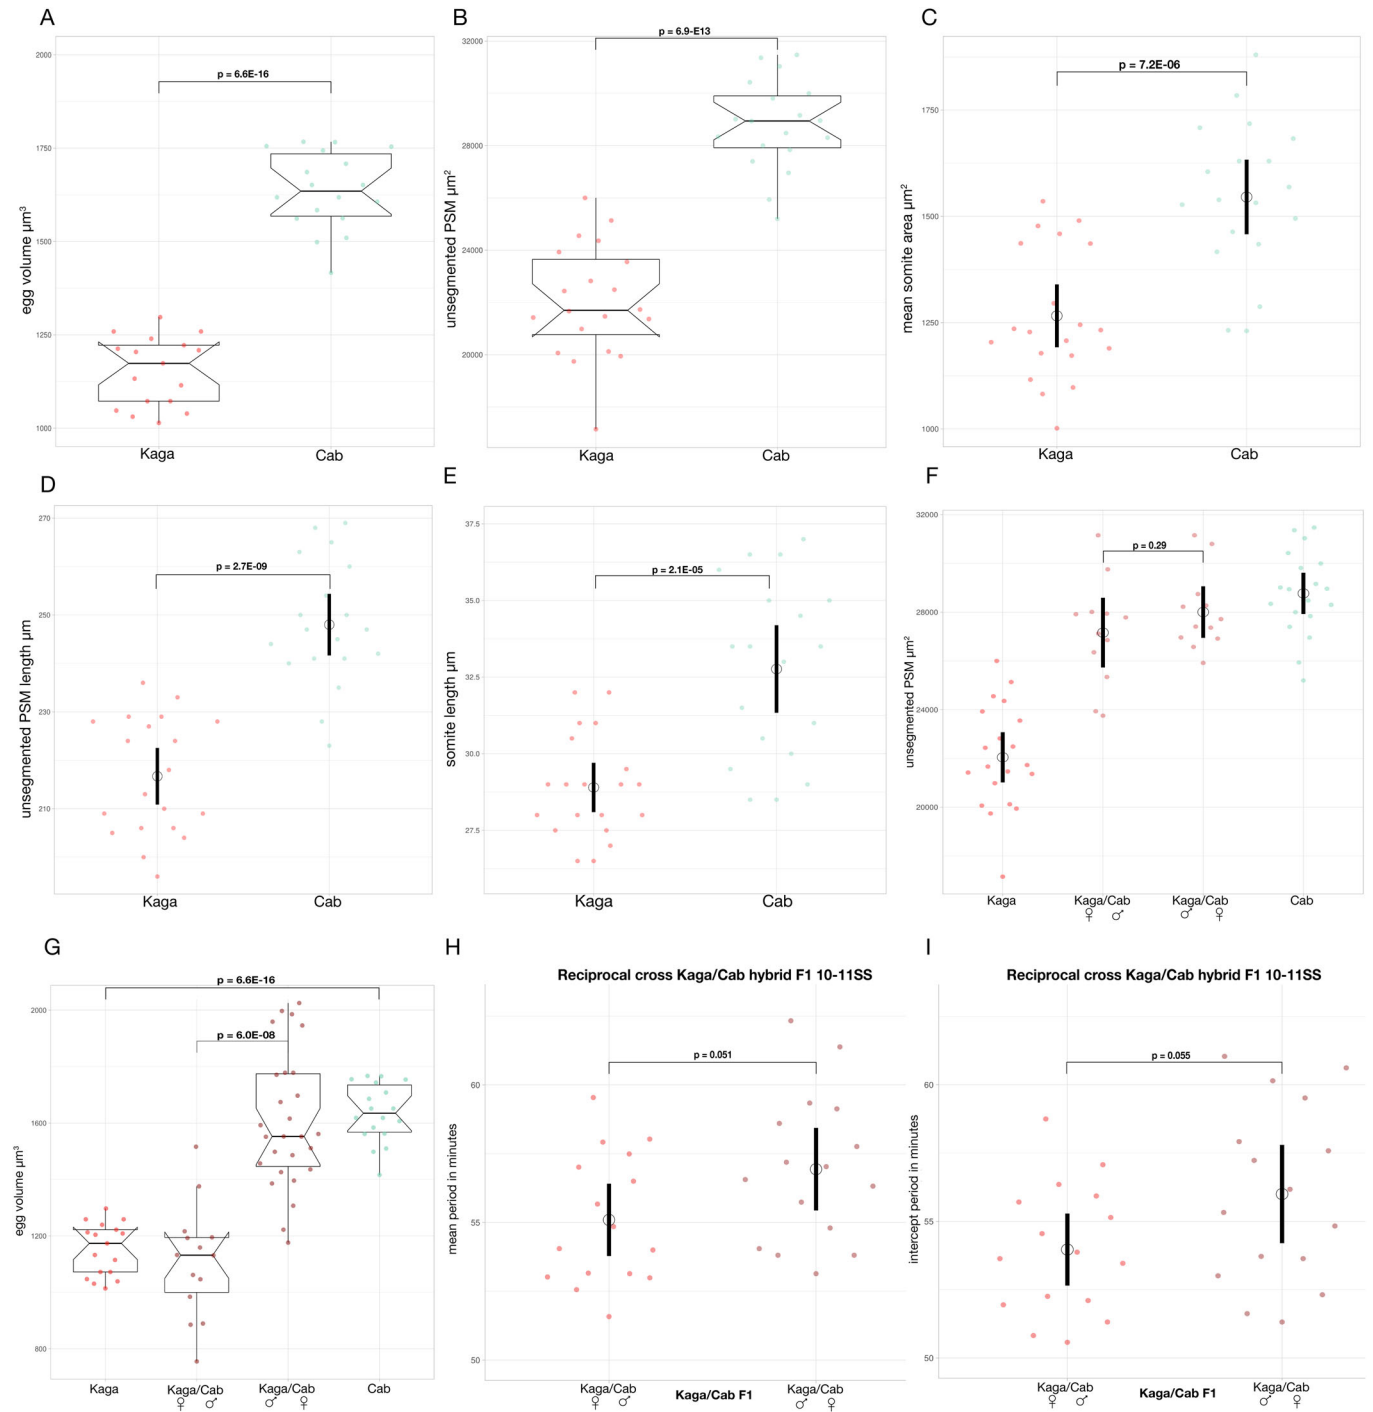 A
egg volume µm³
2000
1750
1500
1250
1000
p = 6.6E-16
Kaga Cab
B
unsegmented PSM µm²
32000
28000
24000
20000
p = 6.9-E13
Kaga Cab
C
mean somite area µm²
1750
1500
1250
1000
p = 7.2E-06
Kaga Cab
D
unsegmented PSM length µm
270
250
230
210
p = 2.7E-09
Kaga Cab
E
somite length µm
37.5
35.0
32.5
30.0
27.5
p = 2.1E-05
Kaga Cab
F
unsegmented PSM µm²
32000
28000
24000
20000
p = 0.29
Kaga Kaga/Cab Kaga/Cab Cab
♀ ♂ ♂ ♀
G
egg volume µm³
2000
1600
1200
800
p = 6.6E-16
p = 6.0E-08
Kaga Kaga/Cab Kaga/Cab Cab
♀ ♂ ♂ ♀
H
Reciprocal cross Kaga/Cab hybrid F1 10-11SS
mean period in minutes
60
55
50
p = 0.051
Kaga/Cab Kaga/Cab
♀ ♂ Kaga/Cab F1 ♂ ♀
I
Reciprocal cross Kaga/Cab hybrid F1 10-11SS
intercept period in minutes
60
55
50
p = 0.055
Kaga/Cab Kaga/Cab
♀ ♂ Kaga/Cab F1 ♂ ♀